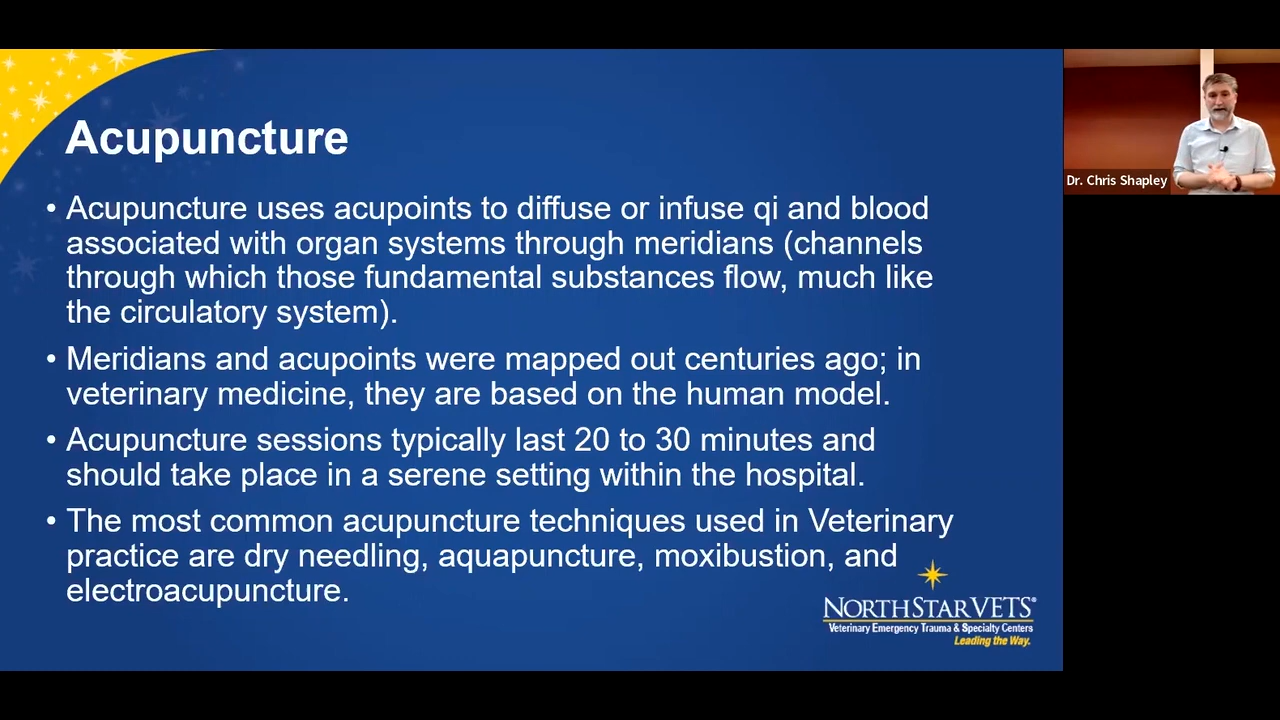 Acupuncture
• Acupuncture uses acupoints to diffuse or infuse qi and blood
associated with organ systems through meridians (channels
through which those fundamental substances flow, much like
the circulatory system).
• Meridians and acupoints were mapped out centuries ago; in
veterinary medicine, they are based on the human model.
• Acupuncture sessions typically last 20 to 30 minutes and
should take place in a serene setting within the hospital.
• The most common acupuncture techniques used in Veterinary
practice are dry needling, aquapuncture, moxibustion, and
electroacupuncture.
NORTHSTAR VETS®
Veterinary Emergency Trauma & Specialty Centers
Leading the Way.
Dr. Chris Shapley